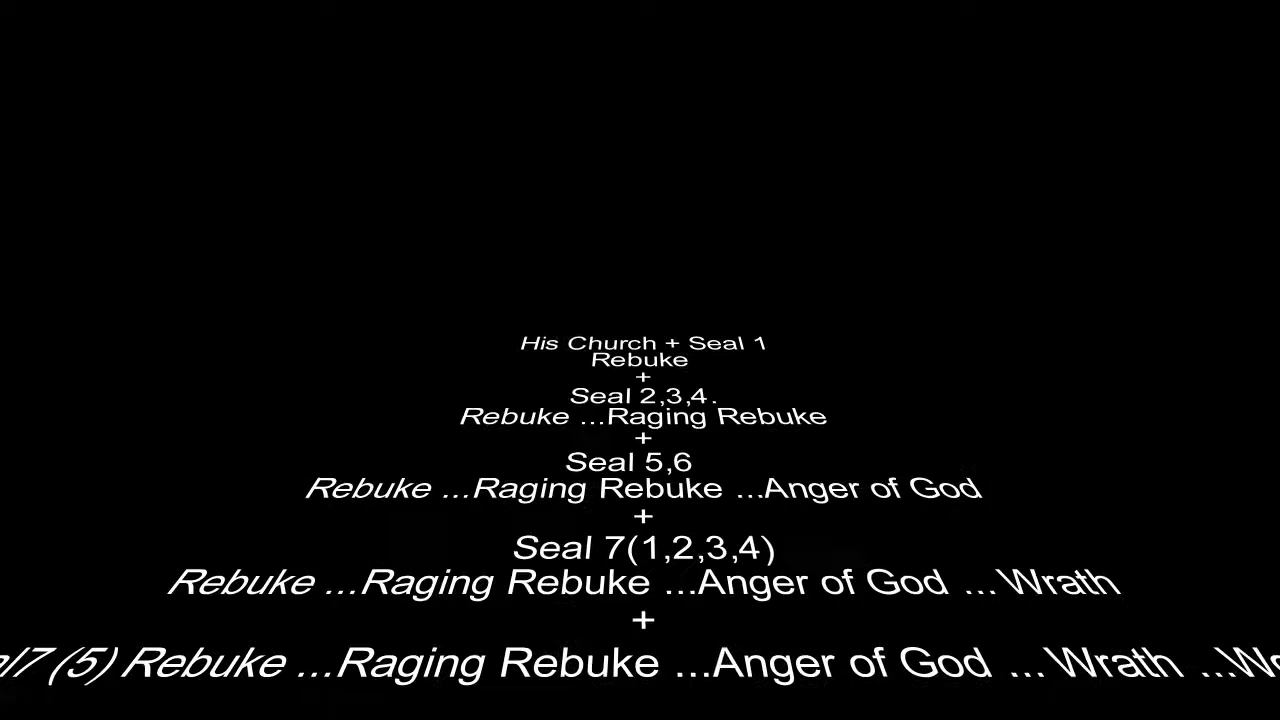 His Church + Seal 1
Rebuke
+
Seal 2,3,4.
Rebuke ...Raging Rebuke
+
Seal 5,6
Rebuke ...Raging Rebuke ...Anger of God
+
Seal 7(1,2,3,4)
Rebuke ...Raging Rebuke ...Anger of God ... Wrath
+
(5) Rebuke ...Raging Rebuke ...Anger of God ... Wrath